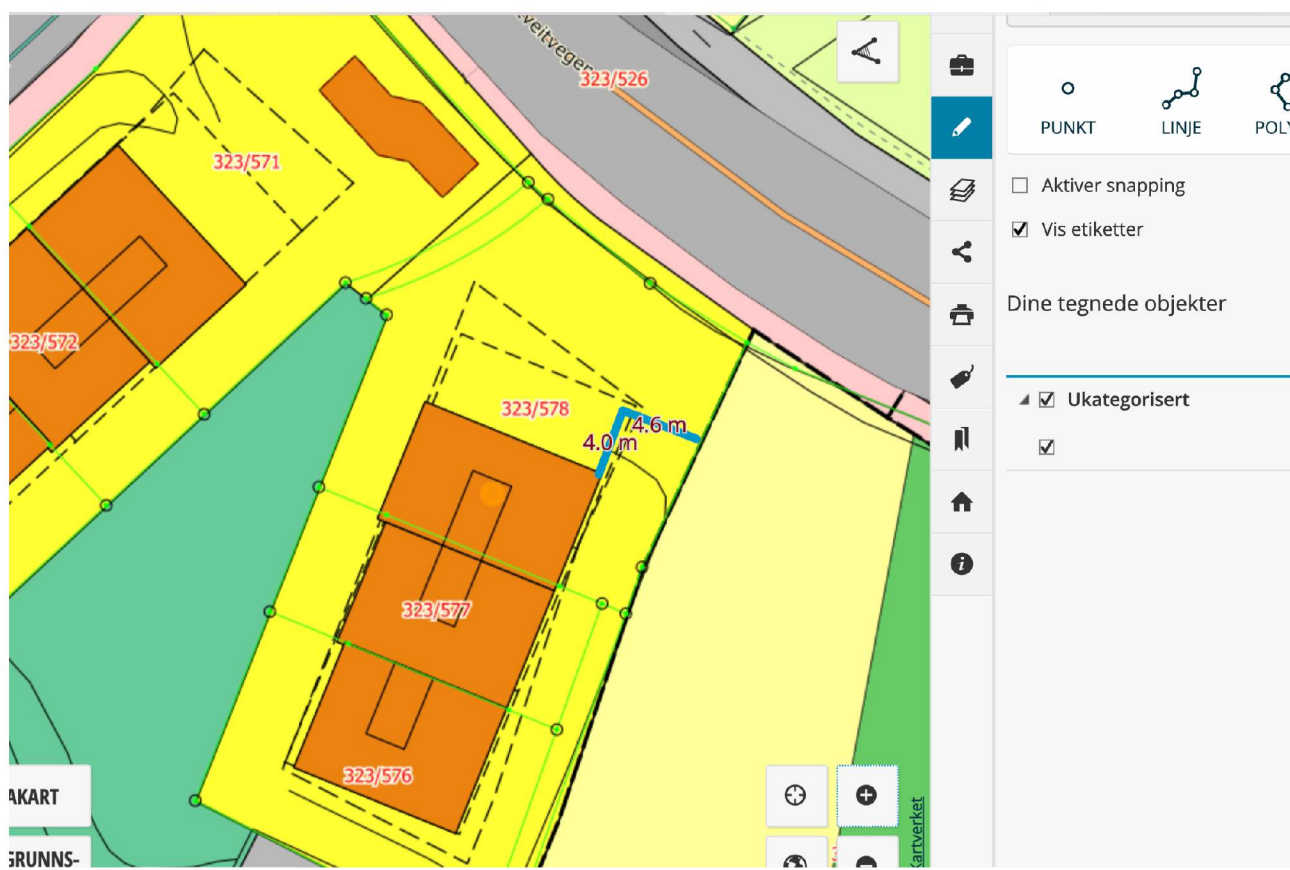 veitvegen
323/526
323/571
323/572
323/578
4.6 m
4.0 m
323/577
323/576
AKART
GRUNNS-
Kartverket
PUNKT
LINJE
POLY
Aktiver snapping
Vis etiketter
Dine tegnede objekter
Ukategorisert